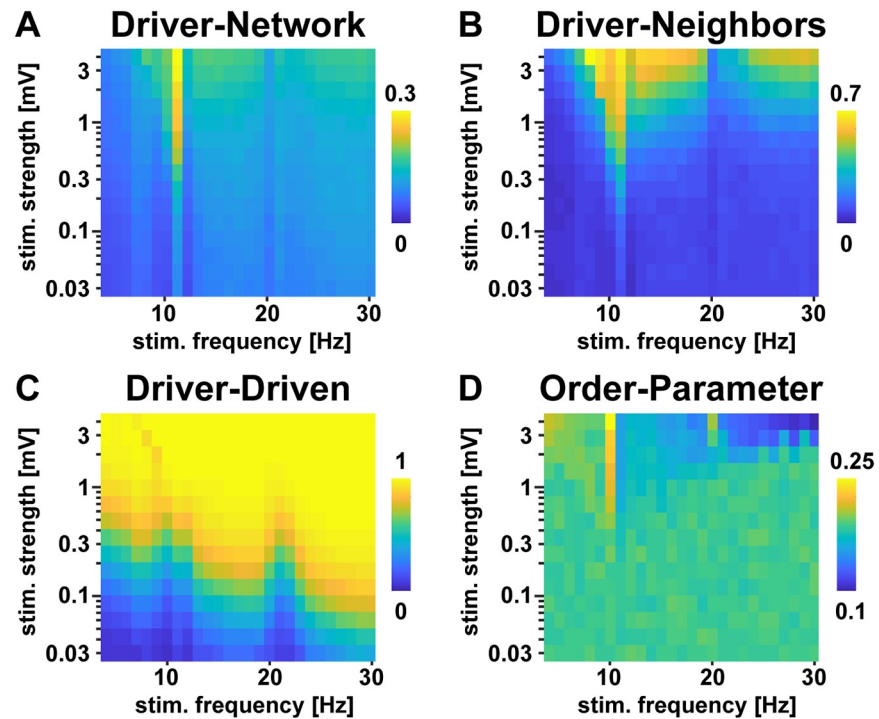 A Driver-Network
stim. strength [mV]
3
1
0.3
0.1
0.03
10 20 30
stim. frequency [Hz]
0.3
0
B Driver-Neighbors
stim. strength [mV]
3
1
0.3
0.1
0.03
10 20 30
stim. frequency [Hz]
0.7
0
C Driver-Driven
stim. strength [mV]
3
1
0.3
0.1
0.03
10 20 30
stim. frequency [Hz]
1
0
D Order-Parameter
stim. strength [mV]
3
1
0.3
0.1
0.03
10 20 30
stim. frequency [Hz]
0.25
0.1